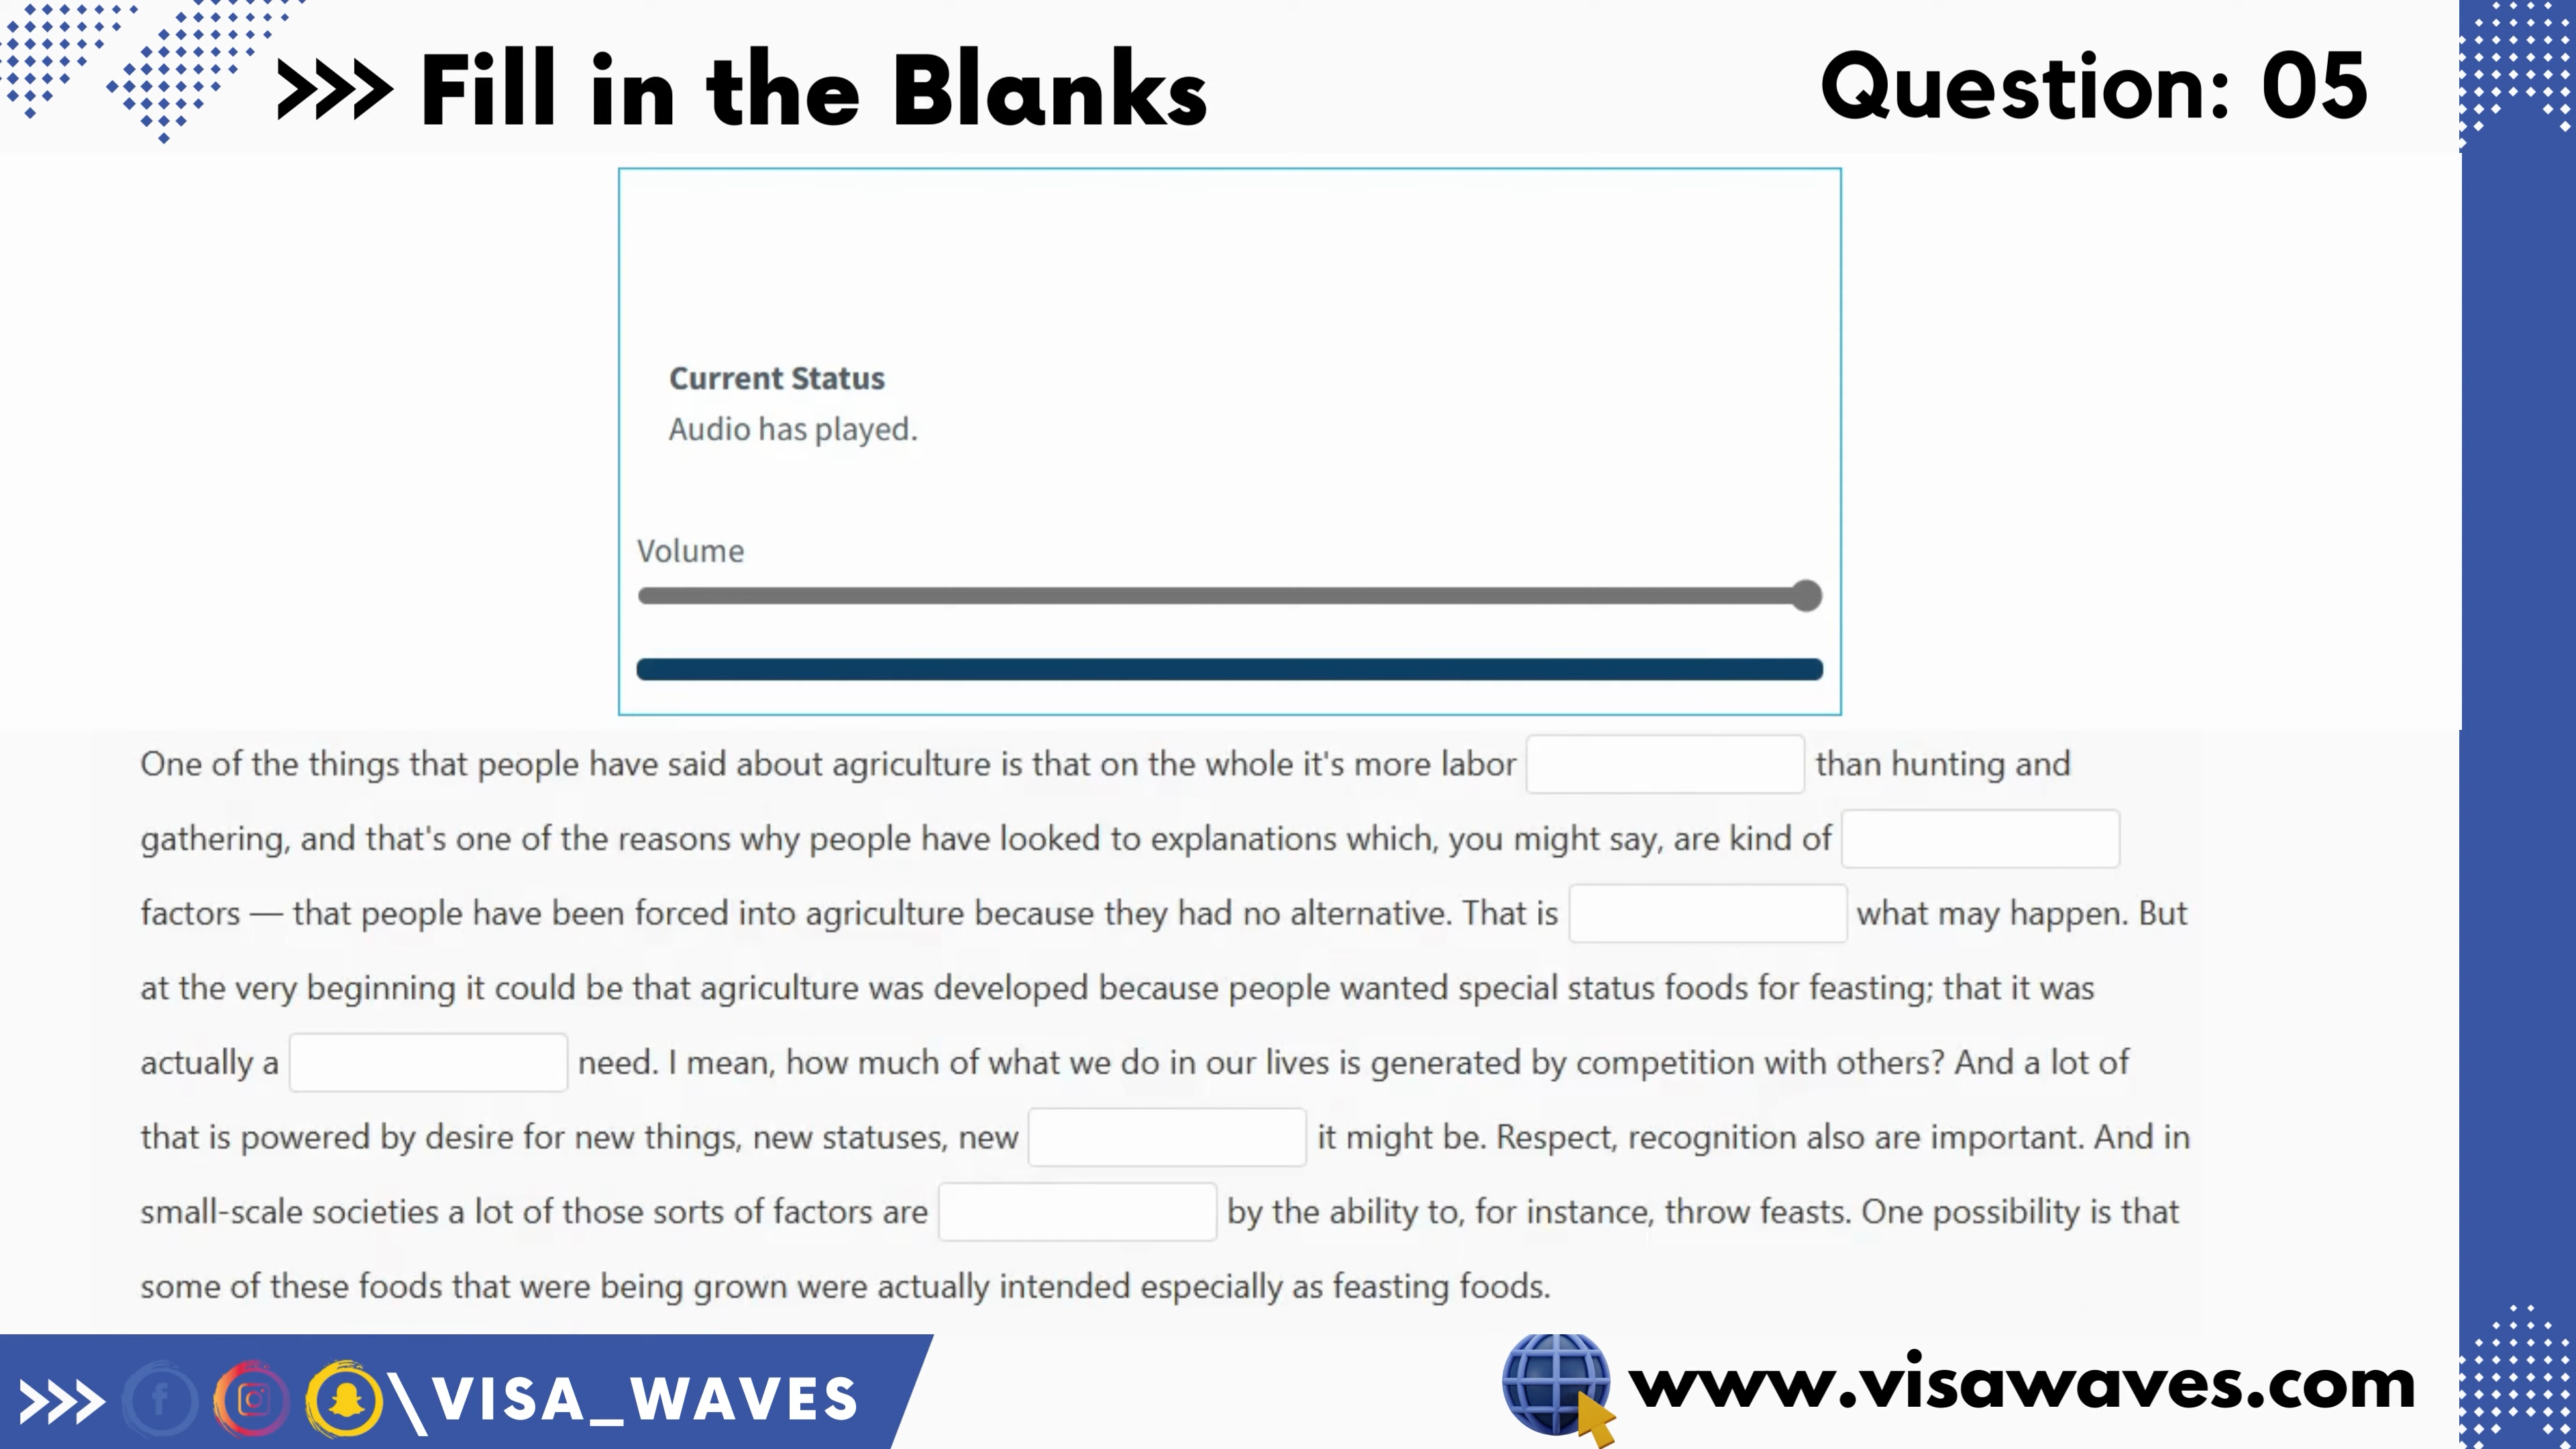 >>> Fill in the Blanks
Question: 05
Current Status
Audio has played.
Volume
One of the things that people have said about agriculture is that on the whole it's more labor than hunting and
gathering, and that's one of the reasons why people have looked to explanations which, you might say, are kind of
factors — that people have been forced into agriculture because they had no alternative. That is what may happen. But
at the very beginning it could be that agriculture was developed because people wanted special status foods for feasting; that it was
actually a need. I mean, how much of what we do in our lives is generated by competition with others? And a lot of
that is powered by desire for new things, new statuses, new it might be. Respect, recognition also are important. And in
small-scale societies a lot of those sorts of factors are by the ability to, for instance, throw feasts. One possibility is that
some of these foods that were being grown were actually intended especially as feasting foods.
>>> \VISA_WAVES
www.visawaves.com